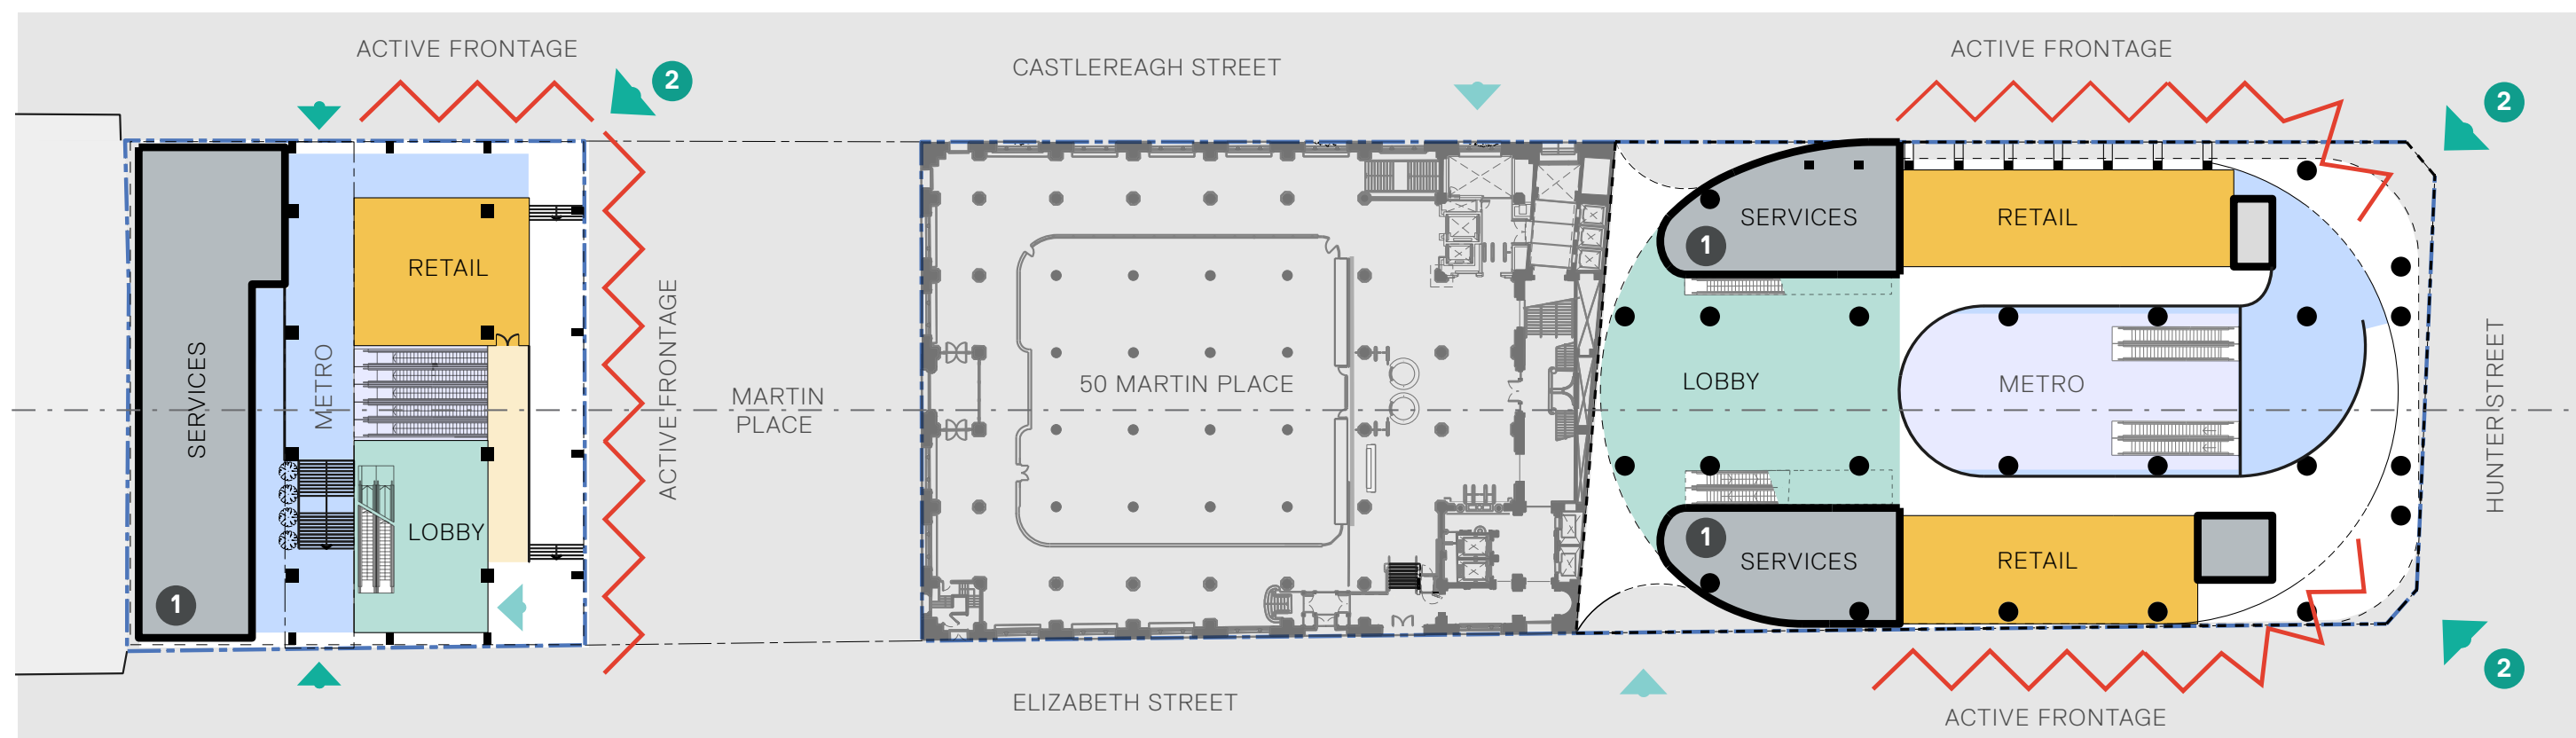 ACTIVE FRONTAGE
2
CASTLEREAGH STREET
ACTIVE FRONTAGE
2
SERVICES
1
METRO
RETAIL
LOBBY
ACTIVE FRONTAGE
MARTIN
PLACE
50 MARTIN PLACE
SERVICES
1
RETAIL
LOBBY
METRO
1
SERVICES
RETAIL
HUNTER STREET
ELIZABETH STREET
ACTIVE FRONTAGE
2